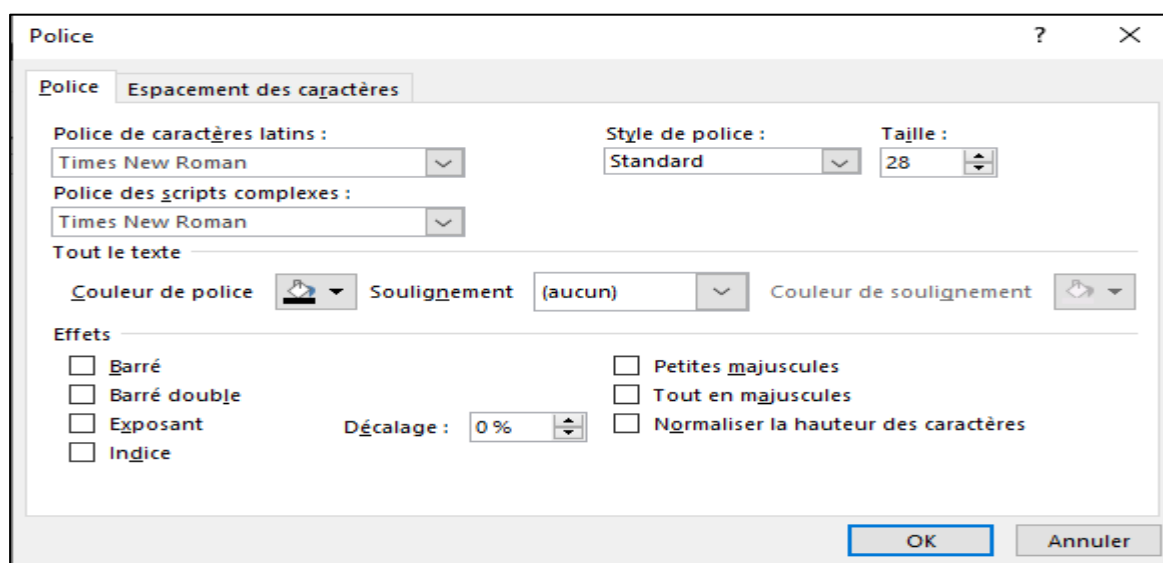 Police ?
Police Espacement des caractères
Police de caractères latins : Style de police : Taille :
Times New Roman Standard 28
Police des scripts complexes :
Times New Roman
Tout le texte
Couleur de police Soulignement (aucun) Couleur de soulignement
Effets
Barré Petites majuscules
Barré double Tout en majuscules
Exposant Décalage : 0 % Normaliser la hauteur des caractères
Indice
OK Annuler